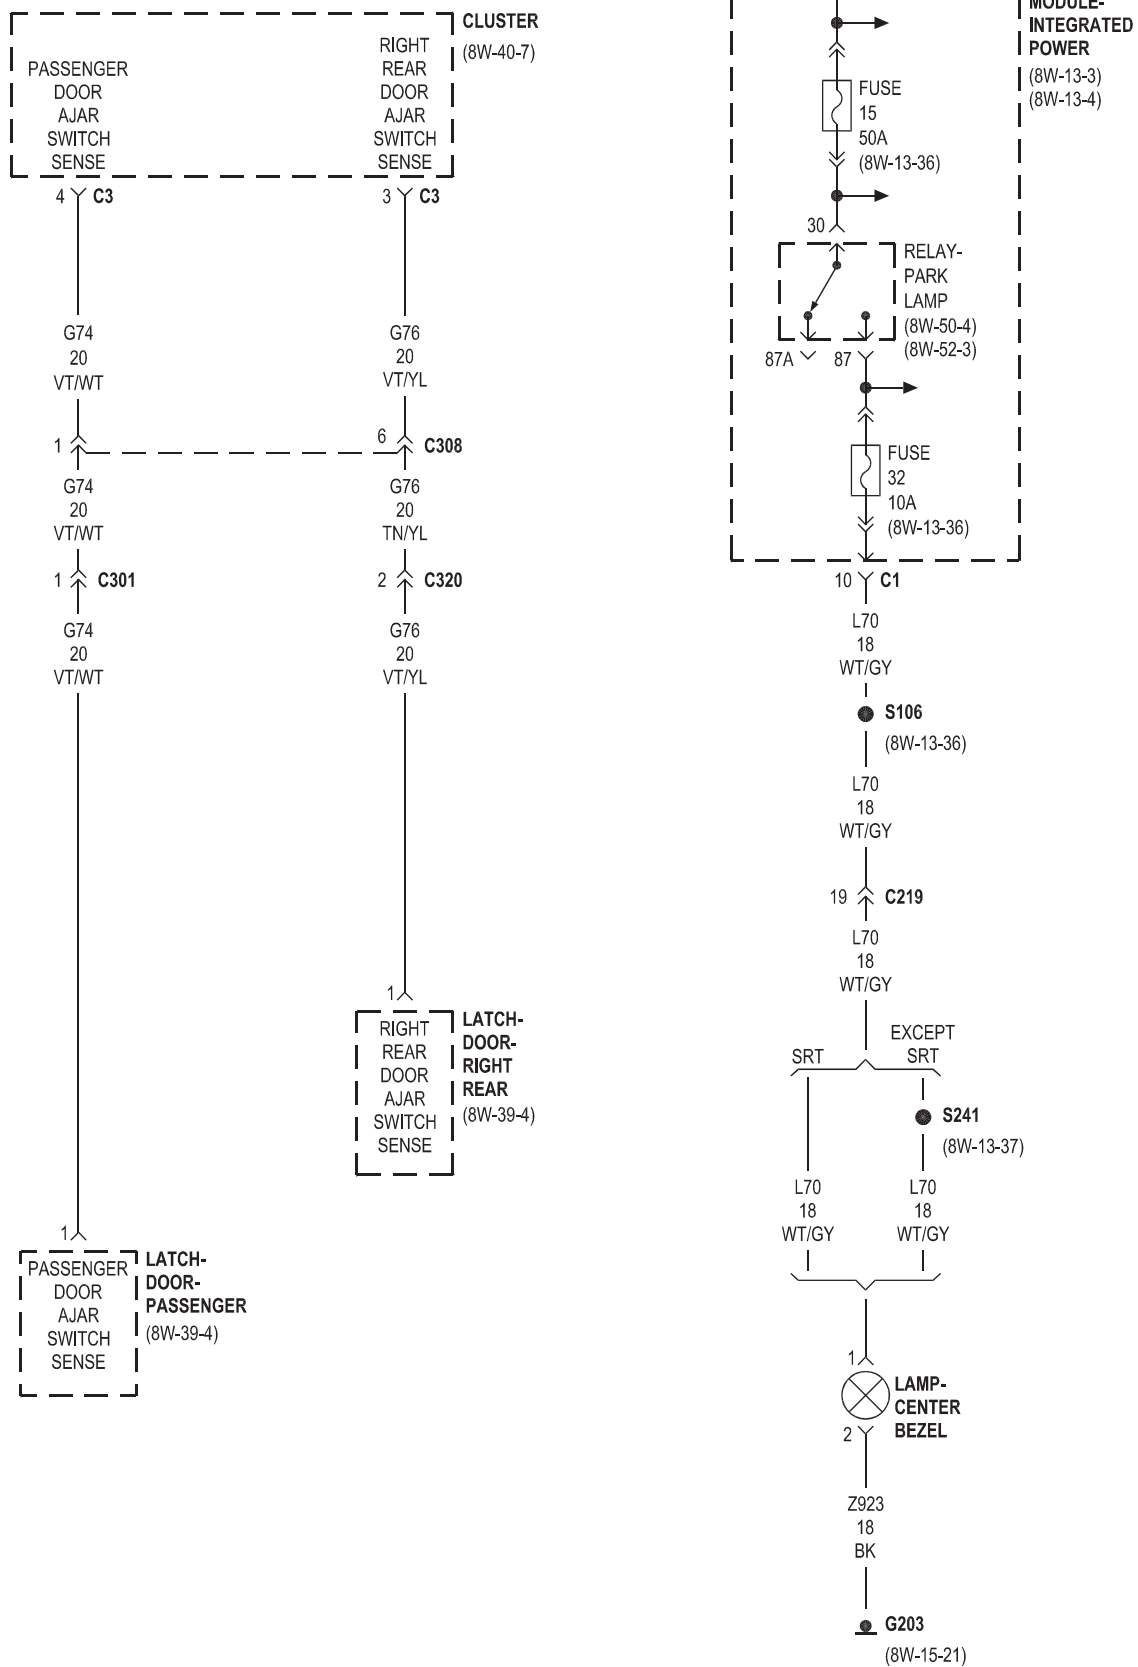 CLUSTER
(8W-40-7)
PASSENGER
DOOR
AJAR
SWITCH
SENSE
RIGHT
REAR
DOOR
AJAR
SWITCH
SENSE
4 C3
3 C3
G74
20
VT/WT
G76
20
VT/YL
1
6 C308
G74
20
VT/WT
G76
20
TN/YL
1 C301
2 C320
G74
20
VT/WT
G76
20
VT/YL
1
RIGHT
REAR
DOOR
AJAR
SWITCH
SENSE
LATCH-
DOOR-
RIGHT
REAR
(8W-39-4)
1
PASSENGER
DOOR
AJAR
SWITCH
SENSE
LATCH-
DOOR-
PASSENGER
(8W-39-4)
MODULE-
INTEGRATED
POWER
(8W-13-3)
(8W-13-4)
FUSE
15
50A
(8W-13-36)
30
RELAY-
PARK
LAMP
(8W-50-4)
(8W-52-3)
87A
87
FUSE
32
10A
(8W-13-36)
10 C1
L70
18
WT/GY
S106
(8W-13-36)
L70
18
WT/GY
19 C219
L70
18
WT/GY
SRT
EXCEPT
SRT
S241
(8W-13-37)
L70
18
WT/GY
L70
18
WT/GY
1
LAMP-
CENTER
BEZEL
2
Z923
18
BK
G203
(8W-15-21)